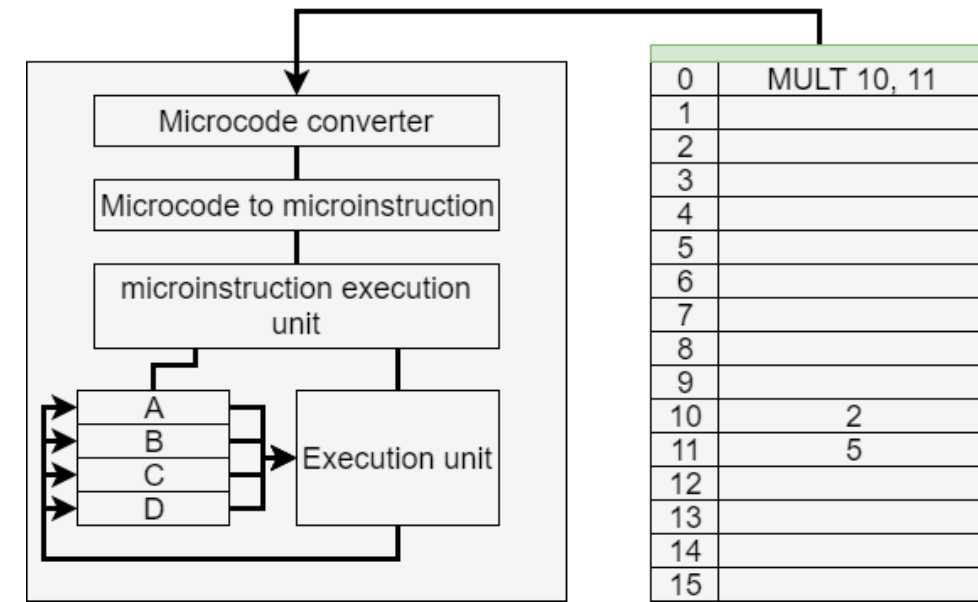 Microcode converter
Microcode to microinstruction
microinstruction execution
unit
A
B
C
D
Execution unit
0 MULT 10, 11
1
2
3
4
5
6
7
8
9
10 2
11 5
12
13
14
15